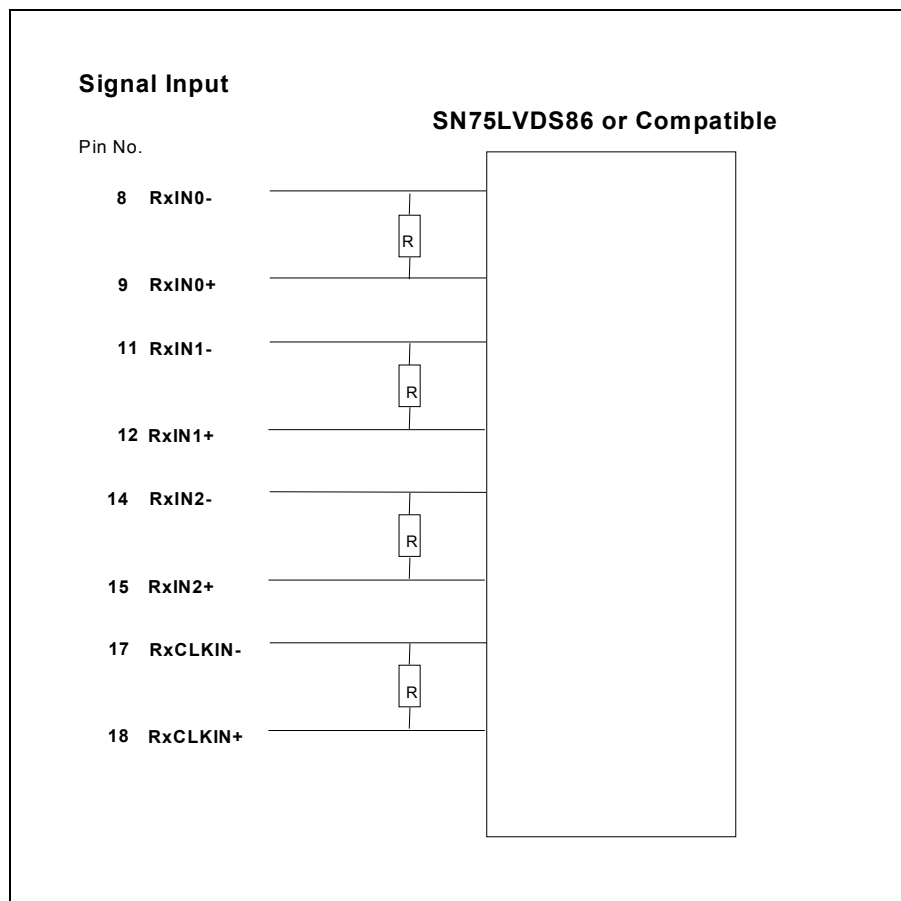 Signal Input
SN75LVDS86 or Compatible
Pin No.
8 RxIN0-
R
9 RxIN0+
11 RxIN1-
R
12 RxIN1+
14 RxIN2-
R
15 RxIN2+
17 RxCLKIN-
R
18 RxCLKIN+